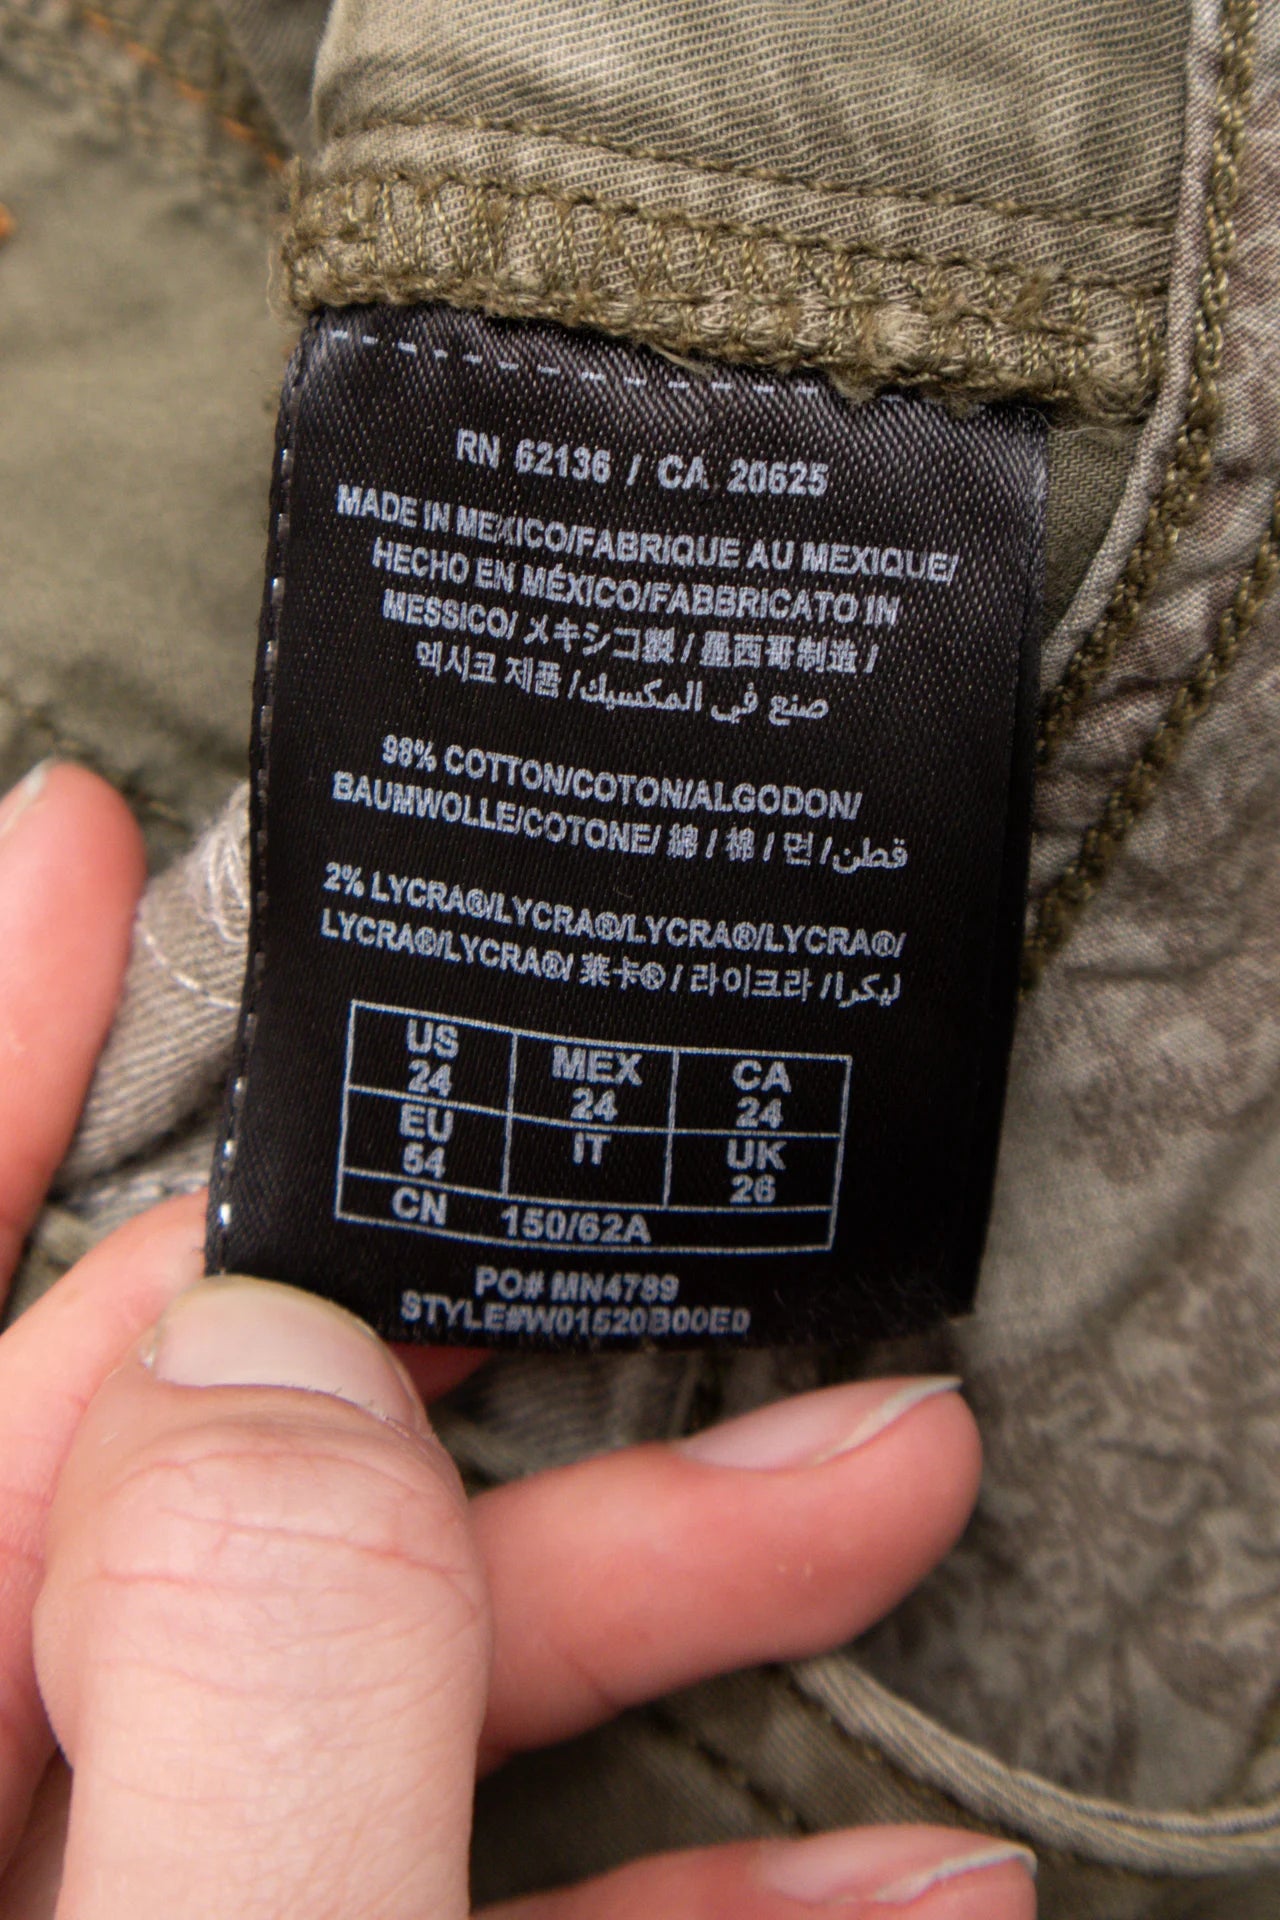 RN 62136 / CA 20625
MADE IN MEXICO/FABRIQUE AU MEXIQUE/
HECHO EN MÉXICO/FABBRICATO IN
MESSICO/ メキシコ製 / 墨西哥制造 /
멕시코 제품 / صنع في المكسيك
98% COTTON/COTON/ALGODON/
BAUMWOLLE/COTONE/ 綿 / 棉 / 면 / قطن
2% LYCRA®/LYCRA®/LYCRA®/LYCRA®/
LYCRA®/LYCRA®/ 莱卡® / 라이크라 / ليكرا
US MEX CA
24 24 24
EU IT UK
54 26
CN 150/62A
PO# MN4789
STYLE#W01520B00E0